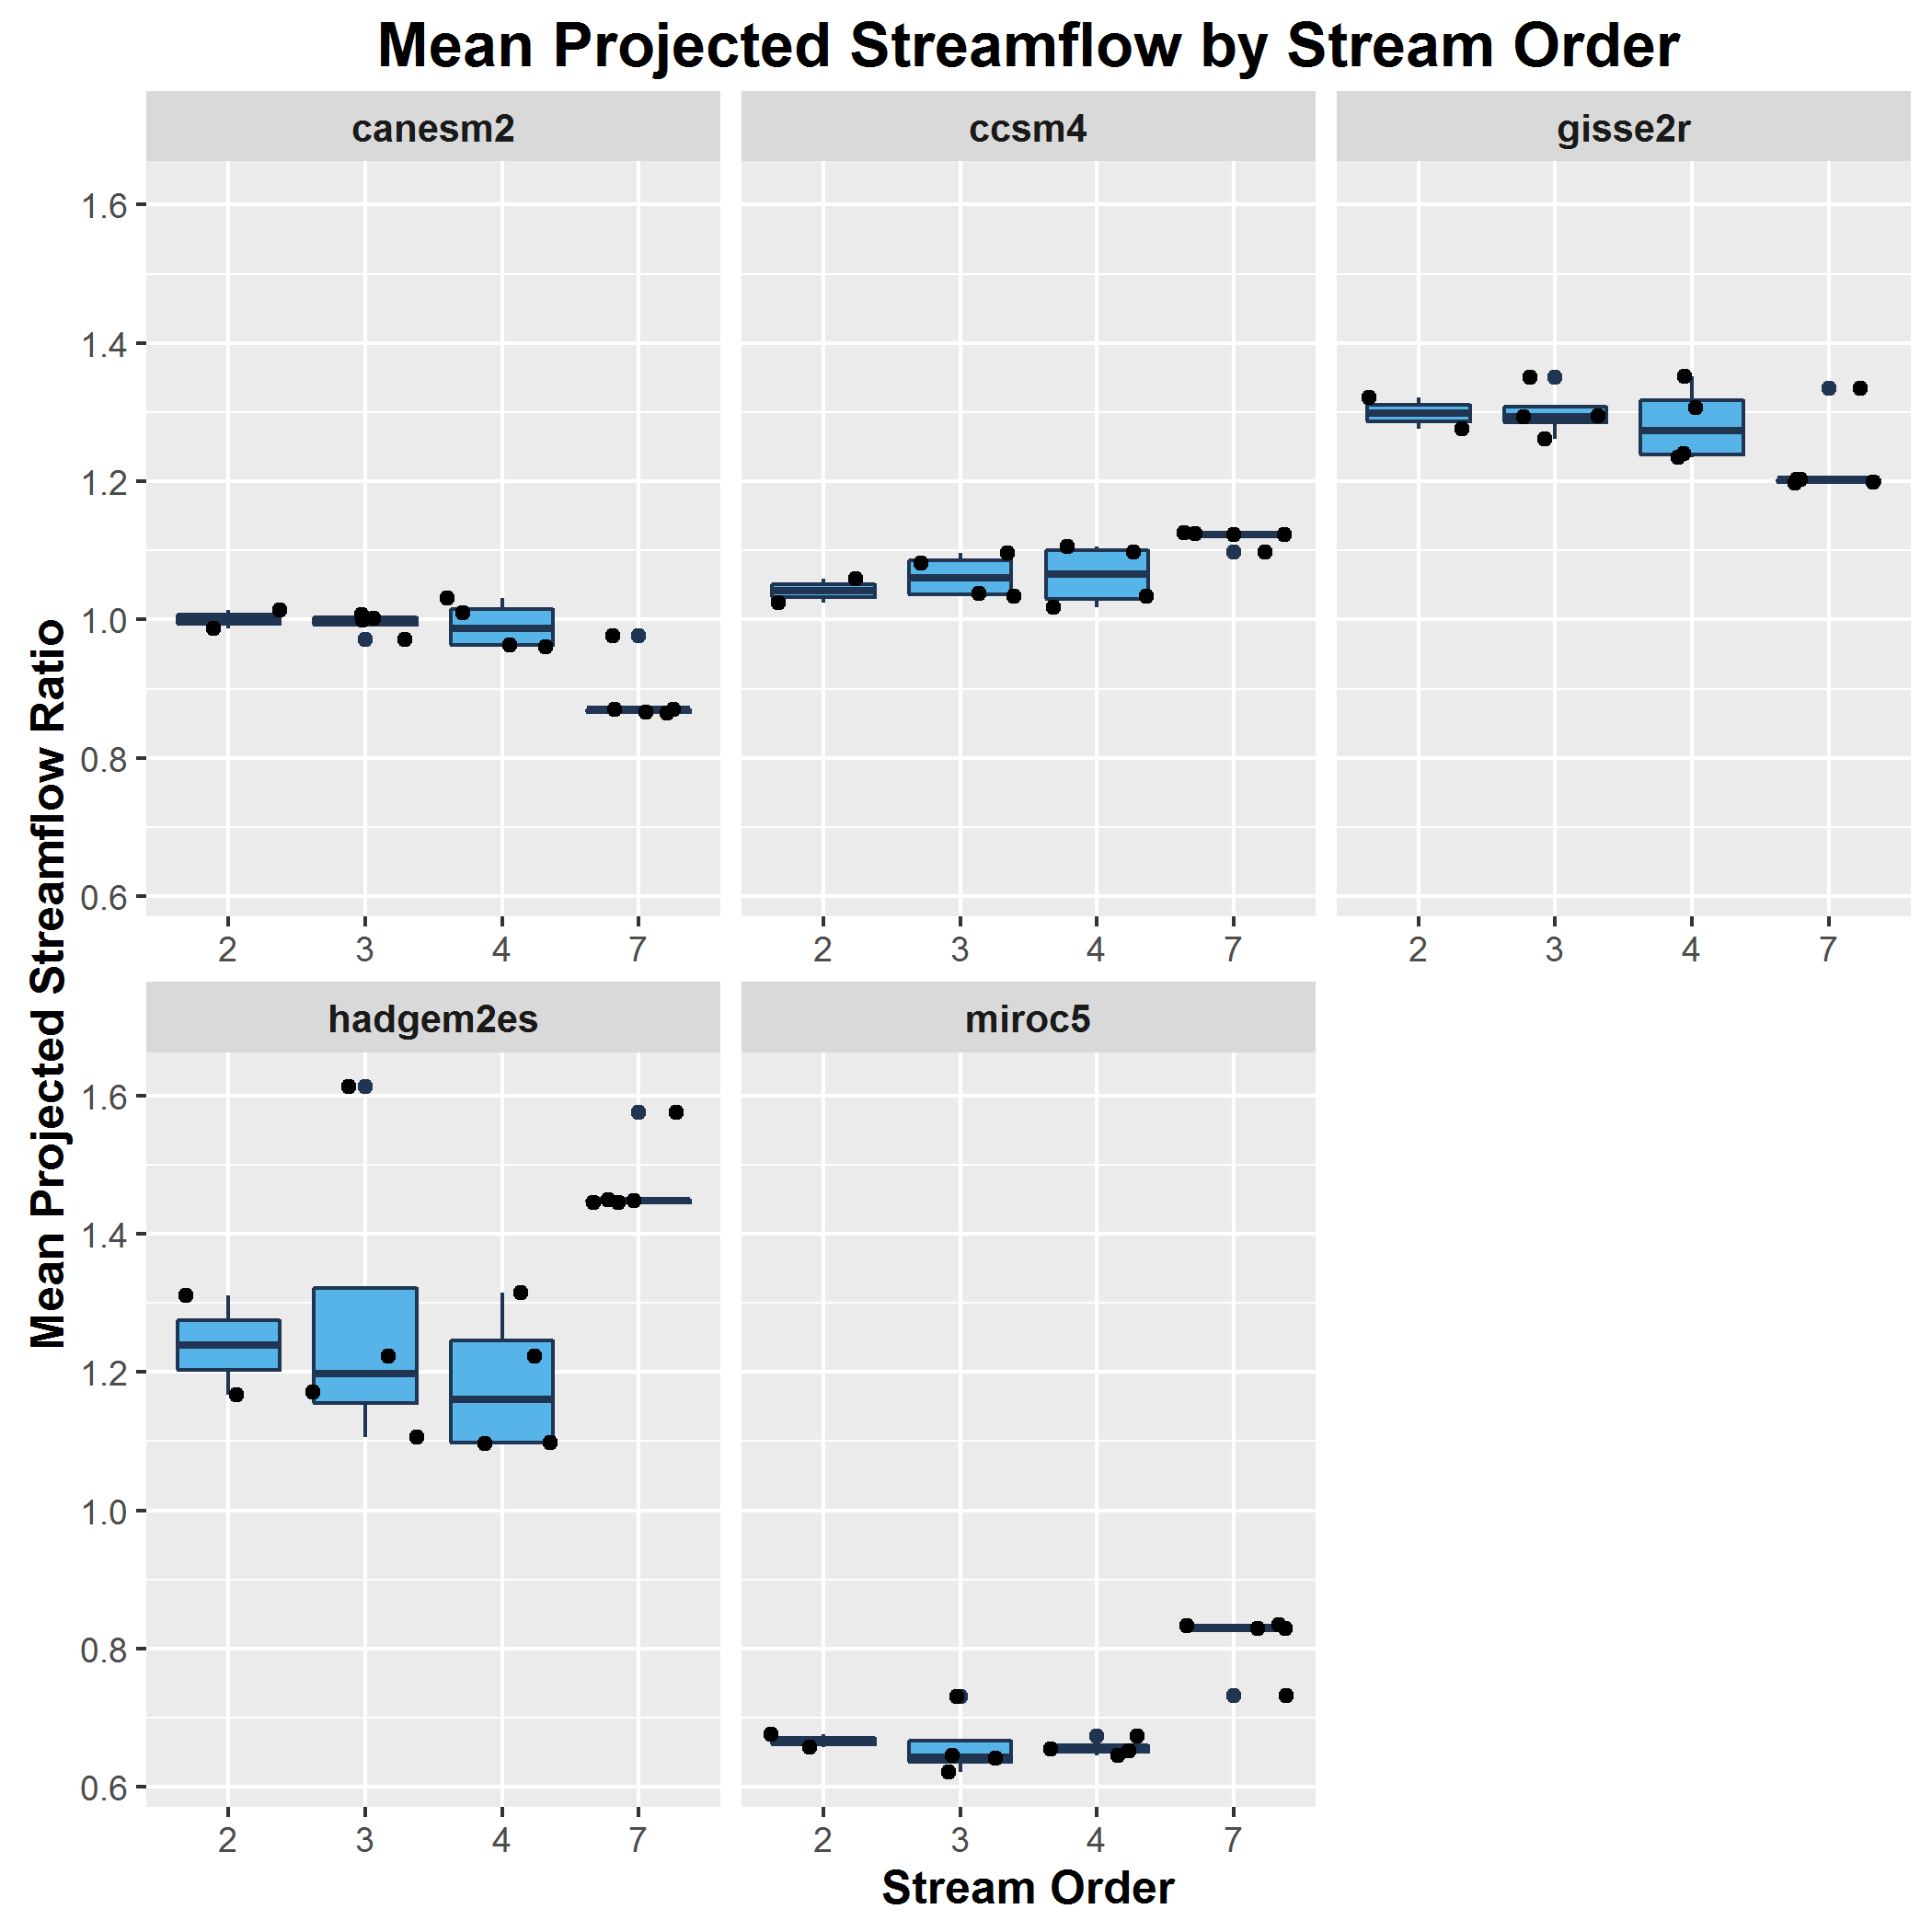 Mean Projected Streamflow by Stream Order
canesm2
ccsm4
gisse2r
1.6
1.4
1.2
1.0
0.8
0.6
2 3 4 7
2 3 4 7
2 3 4 7
Mean Projected Streamflow Ratio
hadgem2es
miroc5
1.6
1.4
1.2
1.0
0.8
0.6
2 3 4 7
2 3 4 7
Stream Order